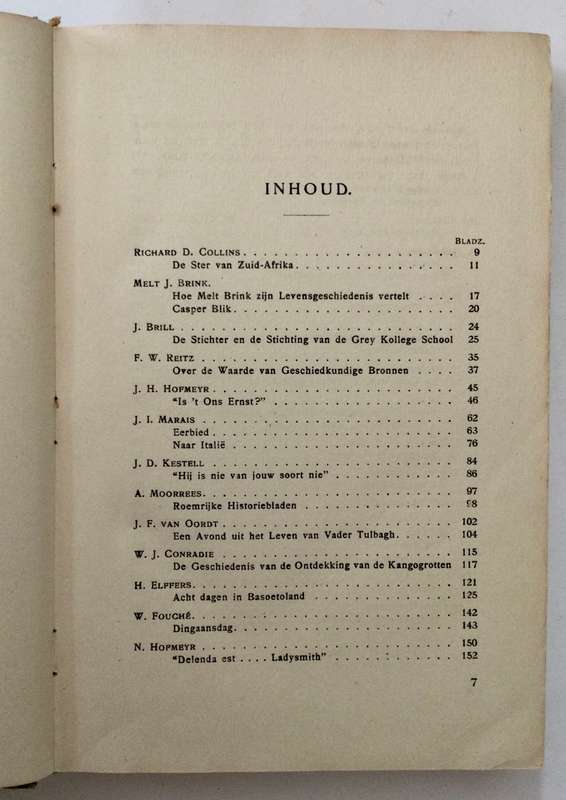 INHOUD.
BLADZ.
RICHARD D. COLLINS . . . . . . . . . . . . . . . . . . . . 9
De Ster van Zuid-Afrika . . . . . . . . . . . . . . . . 11
MELT J. BRINK.
Hoe Melt Brink zijn Levensgeschiedenis vertelt . . . . 17
Casper Blik . . . . . . . . . . . . . . . . . . . . . 20
J. BRILL . . . . . . . . . . . . . . . . . . . . . . . 24
De Stichter en de Stichting van de Grey Kollege School 25
F. W. REITZ . . . . . . . . . . . . . . . . . . . . . . 35
Over de Waarde van Geschiedkundige Bronnen . . . . 37
J. H. HOFMEYR . . . . . . . . . . . . . . . . . . . . . 45
"Is 't Ons Ernst?" . . . . . . . . . . . . . . . . . 46
J. I. MARAIS . . . . . . . . . . . . . . . . . . . . . . 62
Eerbied . . . . . . . . . . . . . . . . . . . . . . . 63
Naar Italië . . . . . . . . . . . . . . . . . . . . . 76
J. D. KESTELL . . . . . . . . . . . . . . . . . . . . . 84
"Hij is nie van jouw soort nie" . . . . . . . . . . . 86
A. MOORREES . . . . . . . . . . . . . . . . . . . . . . 97
Roemrijke Historiebladen . . . . . . . . . . . . . . 98
J. F. VAN OORDT . . . . . . . . . . . . . . . . . . . . 102
Een Avond uit het Leven van Vader Tulbagh . . . . . 104
W. J. CONRADIE . . . . . . . . . . . . . . . . . . . . 115
De Geschiedenis van de Ontdekking van de Kangogrotten 117
H. ELFFERS . . . . . . . . . . . . . . . . . . . . . . 121
Acht dagen in Basoetoland . . . . . . . . . . . . . 125
W. FOUCHÉ . . . . . . . . . . . . . . . . . . . . . . 142
Dingaansdag . . . . . . . . . . . . . . . . . . . . 143
N. HOFMEYR . . . . . . . . . . . . . . . . . . . . . . 150
"Delenda est .... Ladysmith" . . . . . . . . . . . 152
7